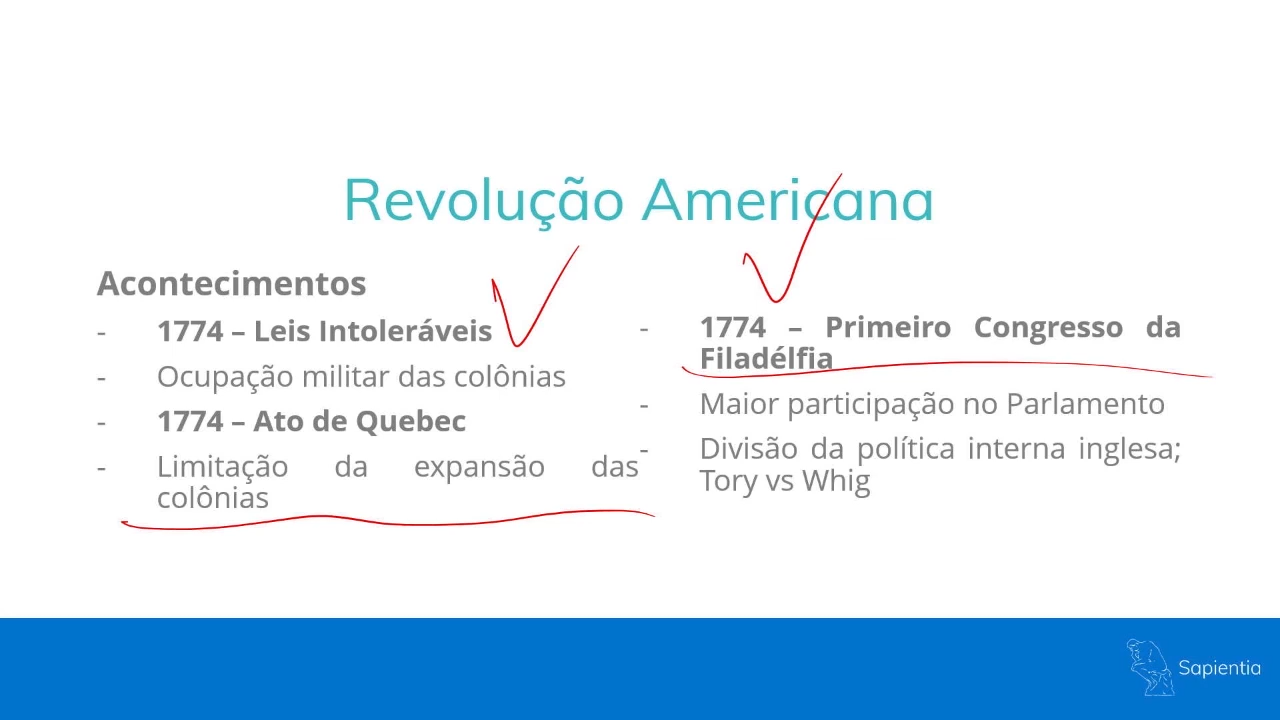 Revolução Americana
Acontecimentos
- 1774 – Leis Intoleráveis
- Ocupação militar das colônias
- 1774 – Ato de Quebec
- Limitação da expansão das
colônias
- 1774 – Primeiro Congresso da
Filadélfia
- Maior participação no Parlamento
- Divisão da política interna inglesa;
Tory vs Whig
Sapientia